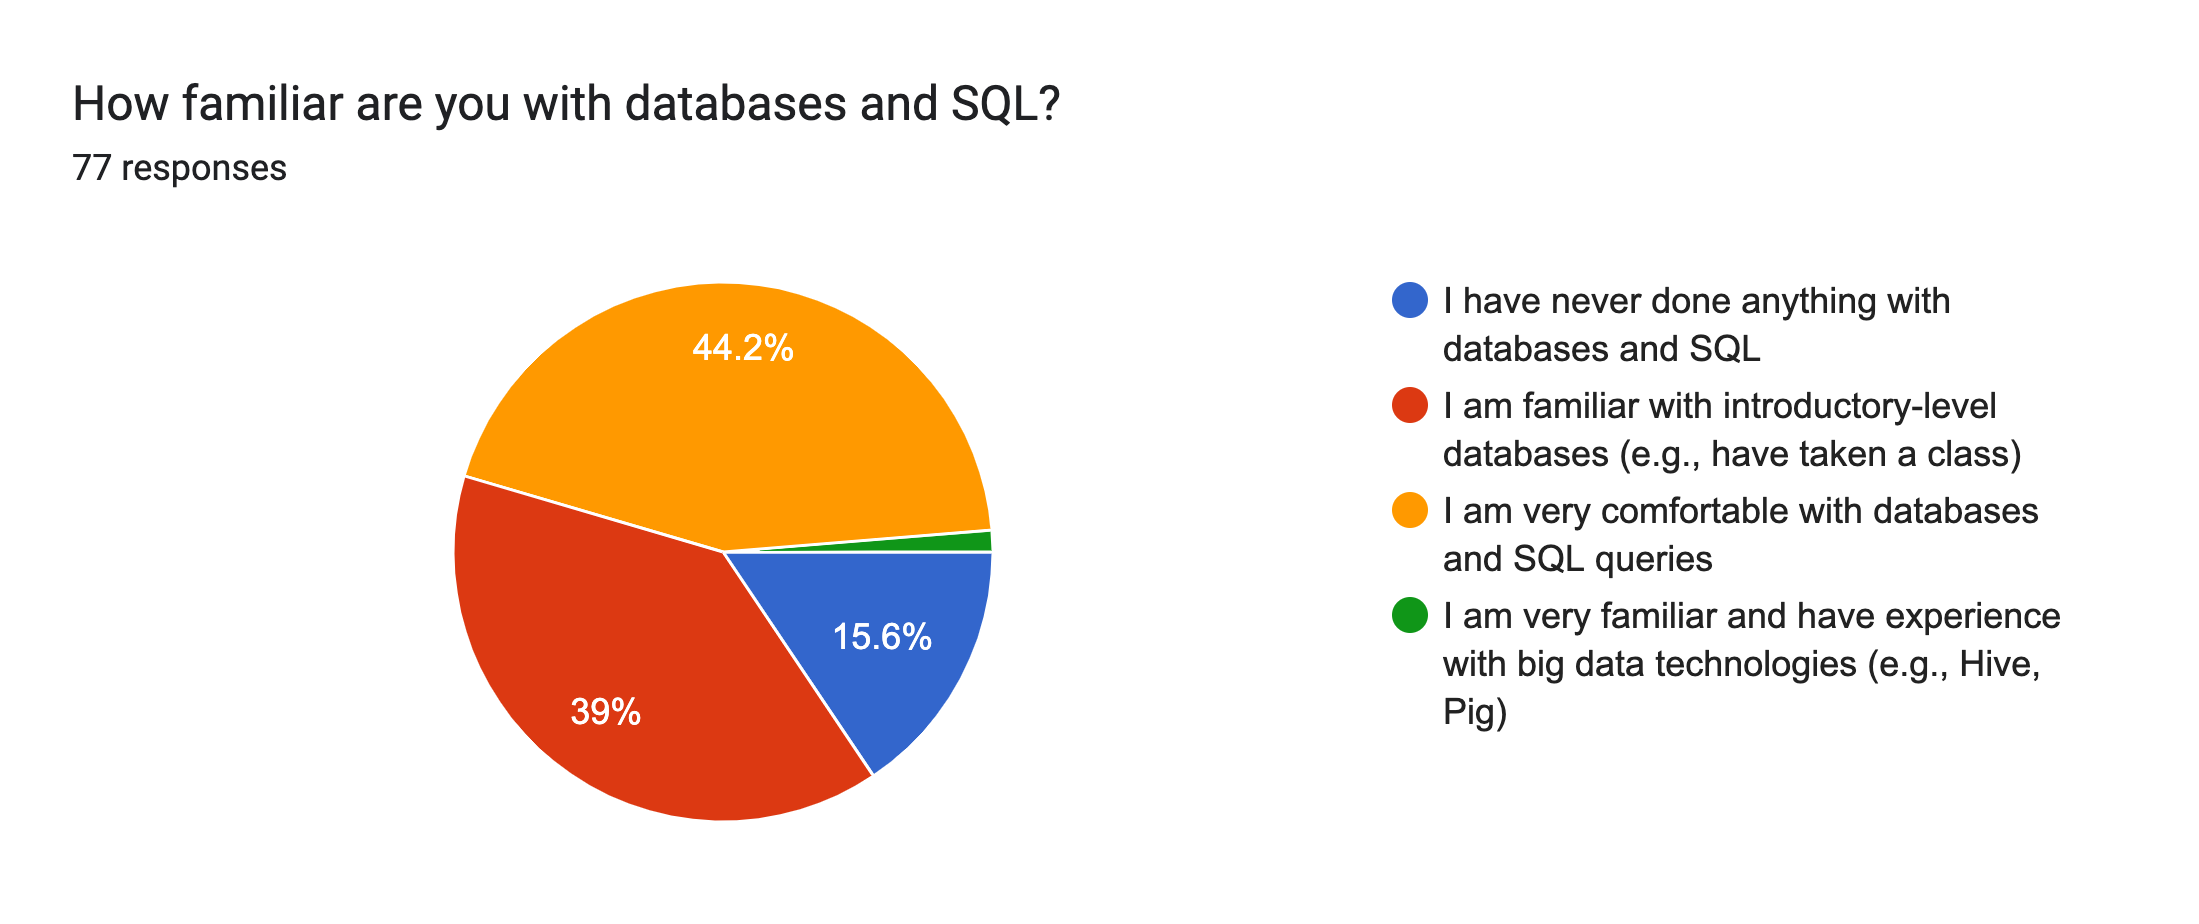 How familiar are you with databases and SQL?
77 responses
44.2%
15.6%
39%
I have never done anything with
databases and SQL
I am familiar with introductory-level
databases (e.g., have taken a class)
I am very comfortable with databases
and SQL queries
I am very familiar and have experience
with big data technologies (e.g., Hive,
Pig)